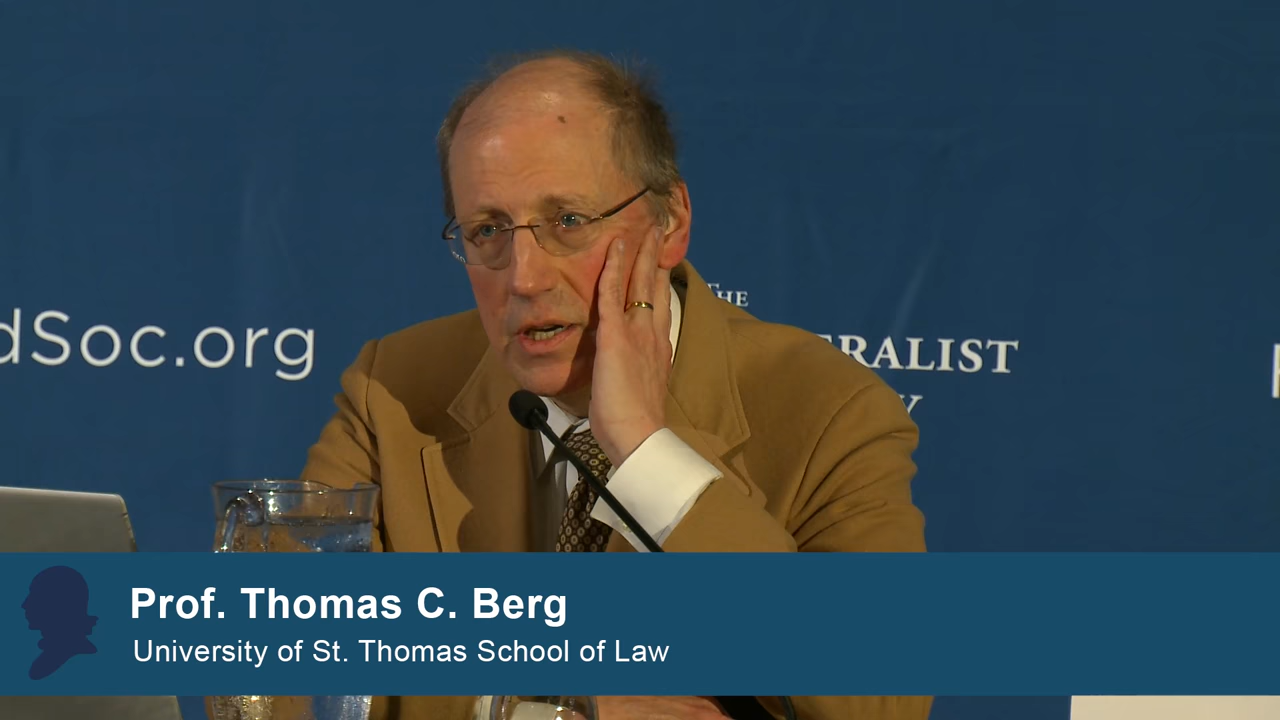 dSoc.org
THE
ERALIST
Y
Prof. Thomas C. Berg
University of St. Thomas School of Law